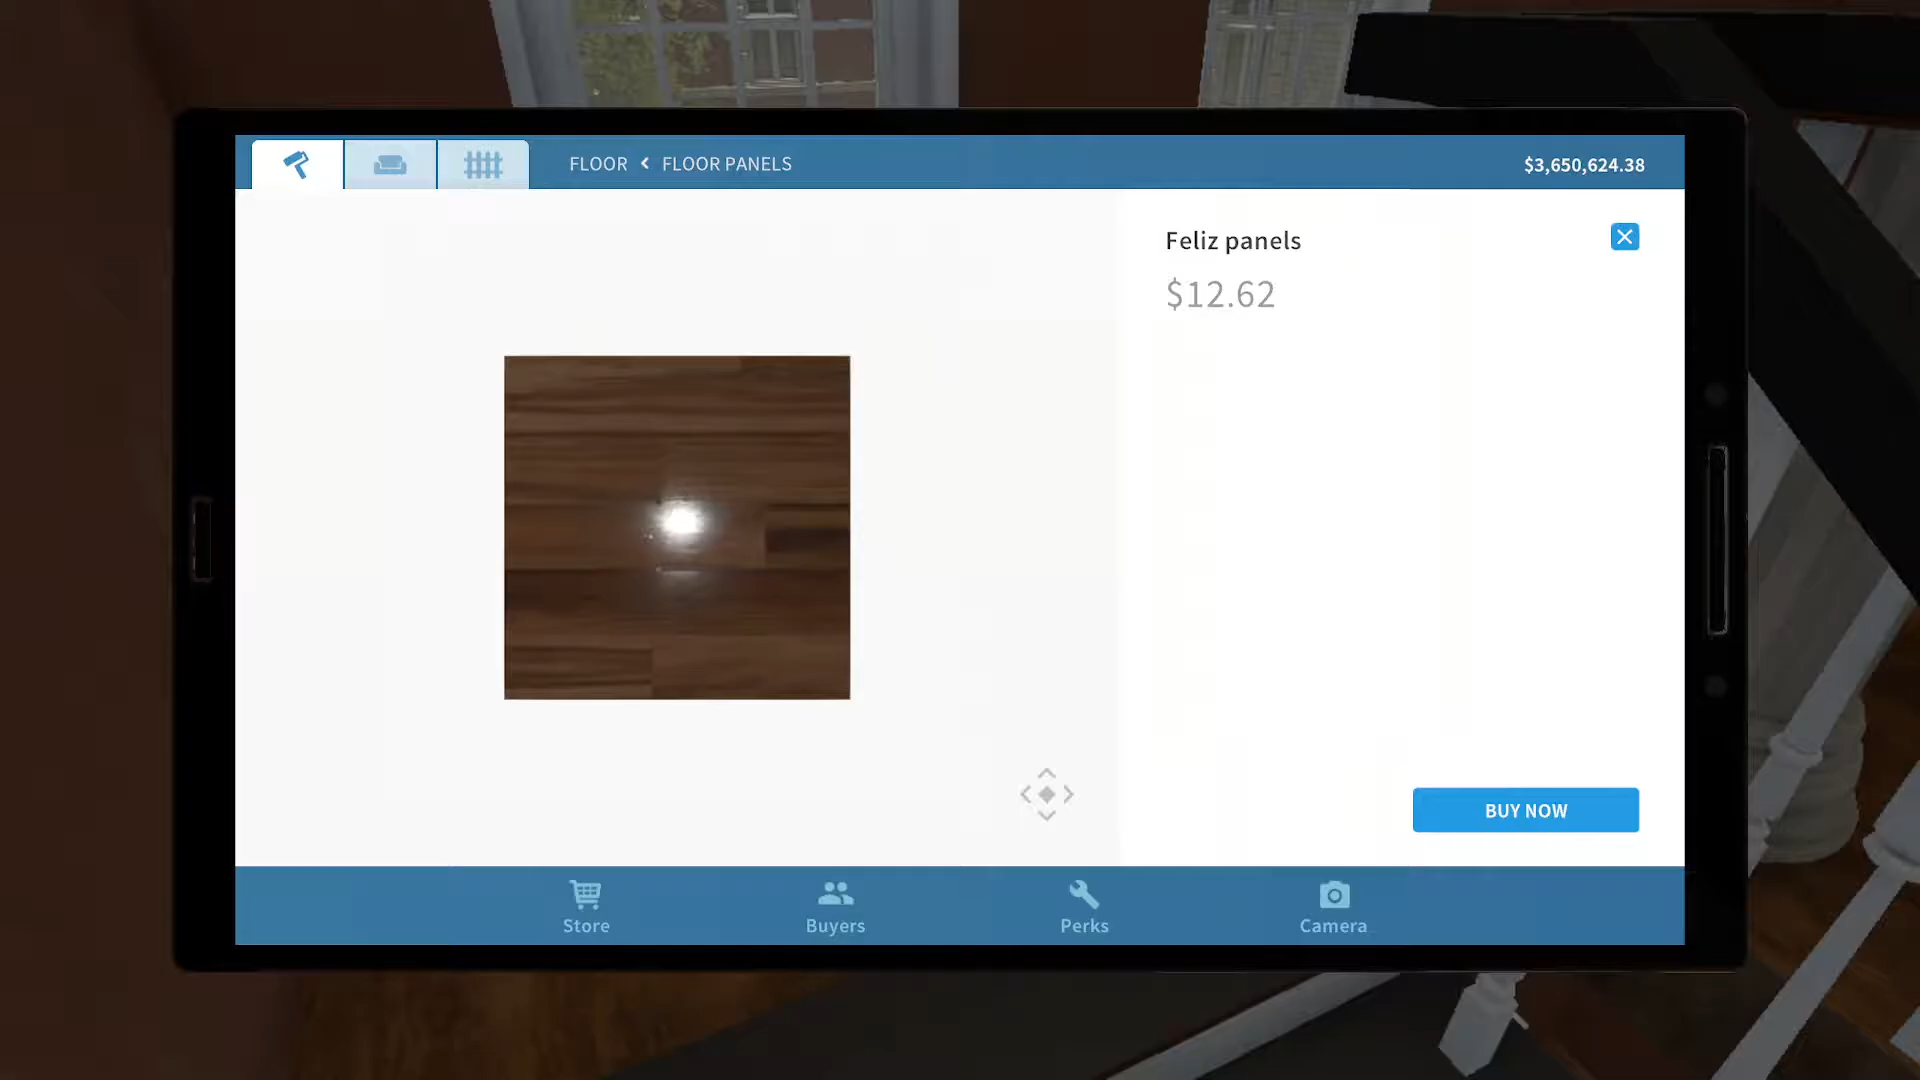 FLOOR < FLOOR PANELS
$3,650,624.38
Feliz panels
$12.62
BUY NOW
Store
Buyers
Perks
Camera